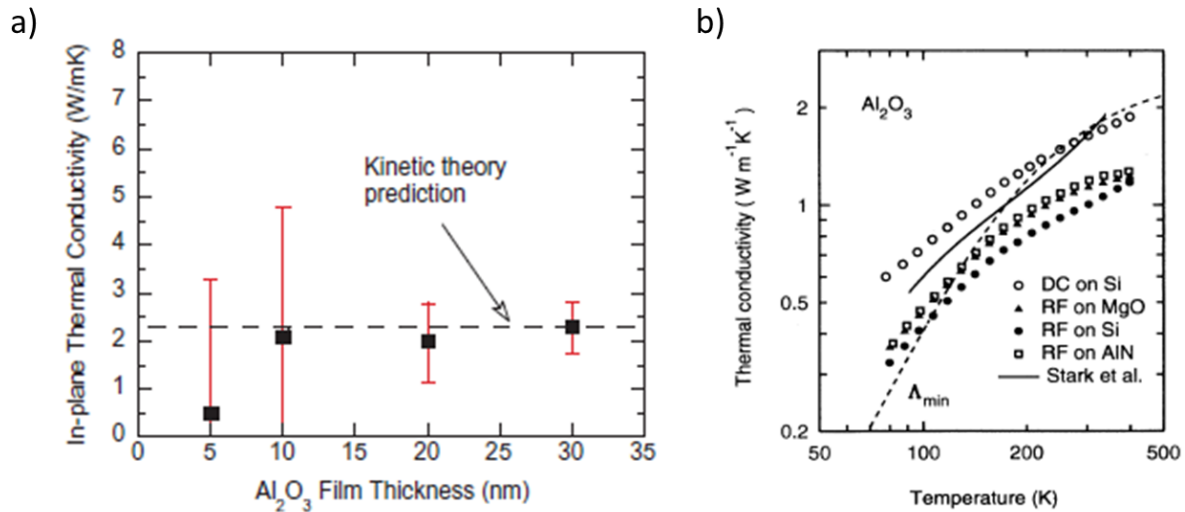 a)
In-plane Thermal Conductivity (W/mK)
8
7
6
5
4
3
2
1
0
Kinetic theory
prediction
0 5 10 15 20 25 30 35
Al₂O₃ Film Thickness (nm)
b)
Thermal conductivity ( W m⁻¹K⁻¹)
2
1
0.5
0.2
Al₂O₃
DC on Si
RF on MgO
RF on Si
RF on AlN
Stark et al.
Λmin
50 100 200 500
Temperature (K)